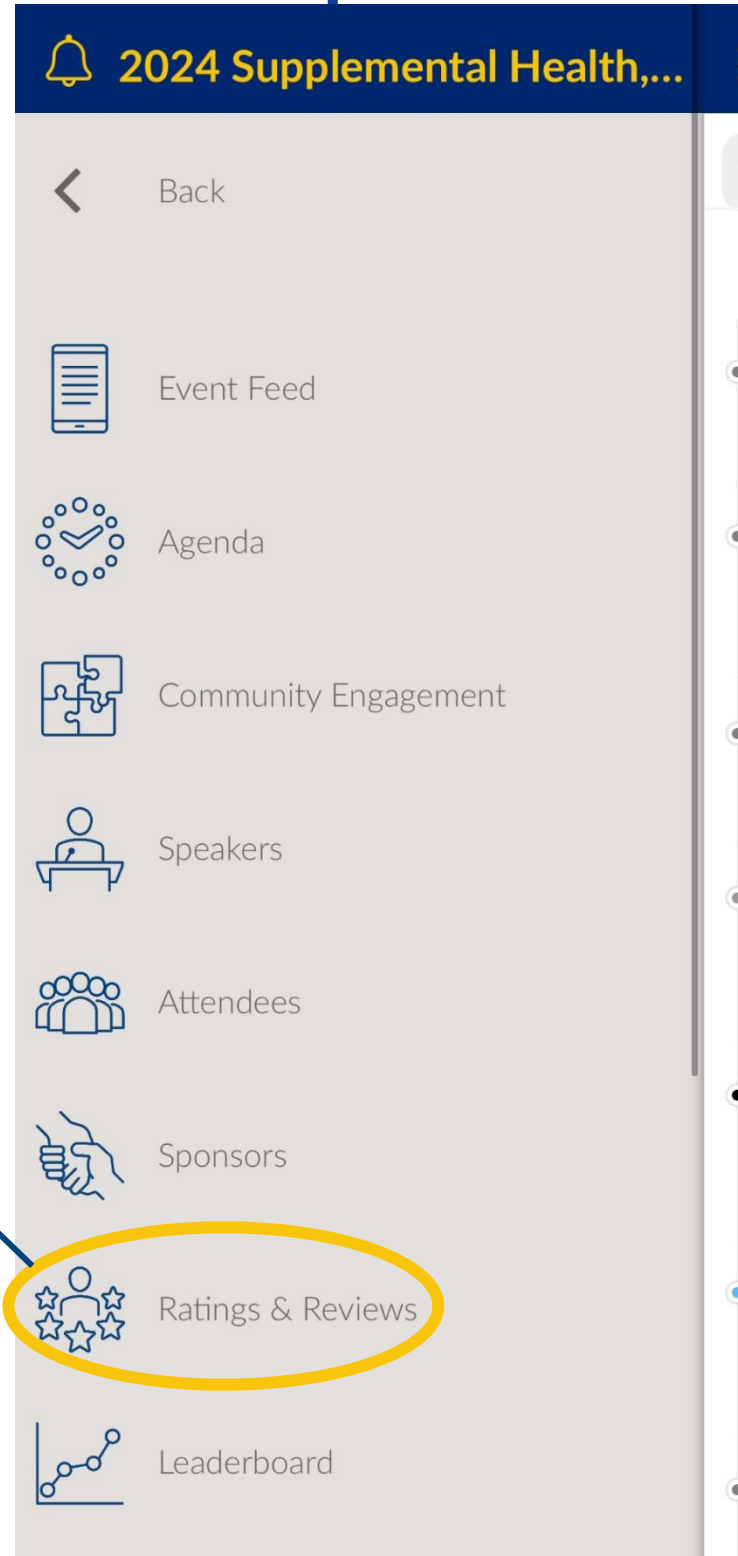 2024 Supplemental Health,...
Back
Event Feed
Agenda
Community Engagement
Speakers
Attendees
Sponsors
Ratings & Reviews
Leaderboard